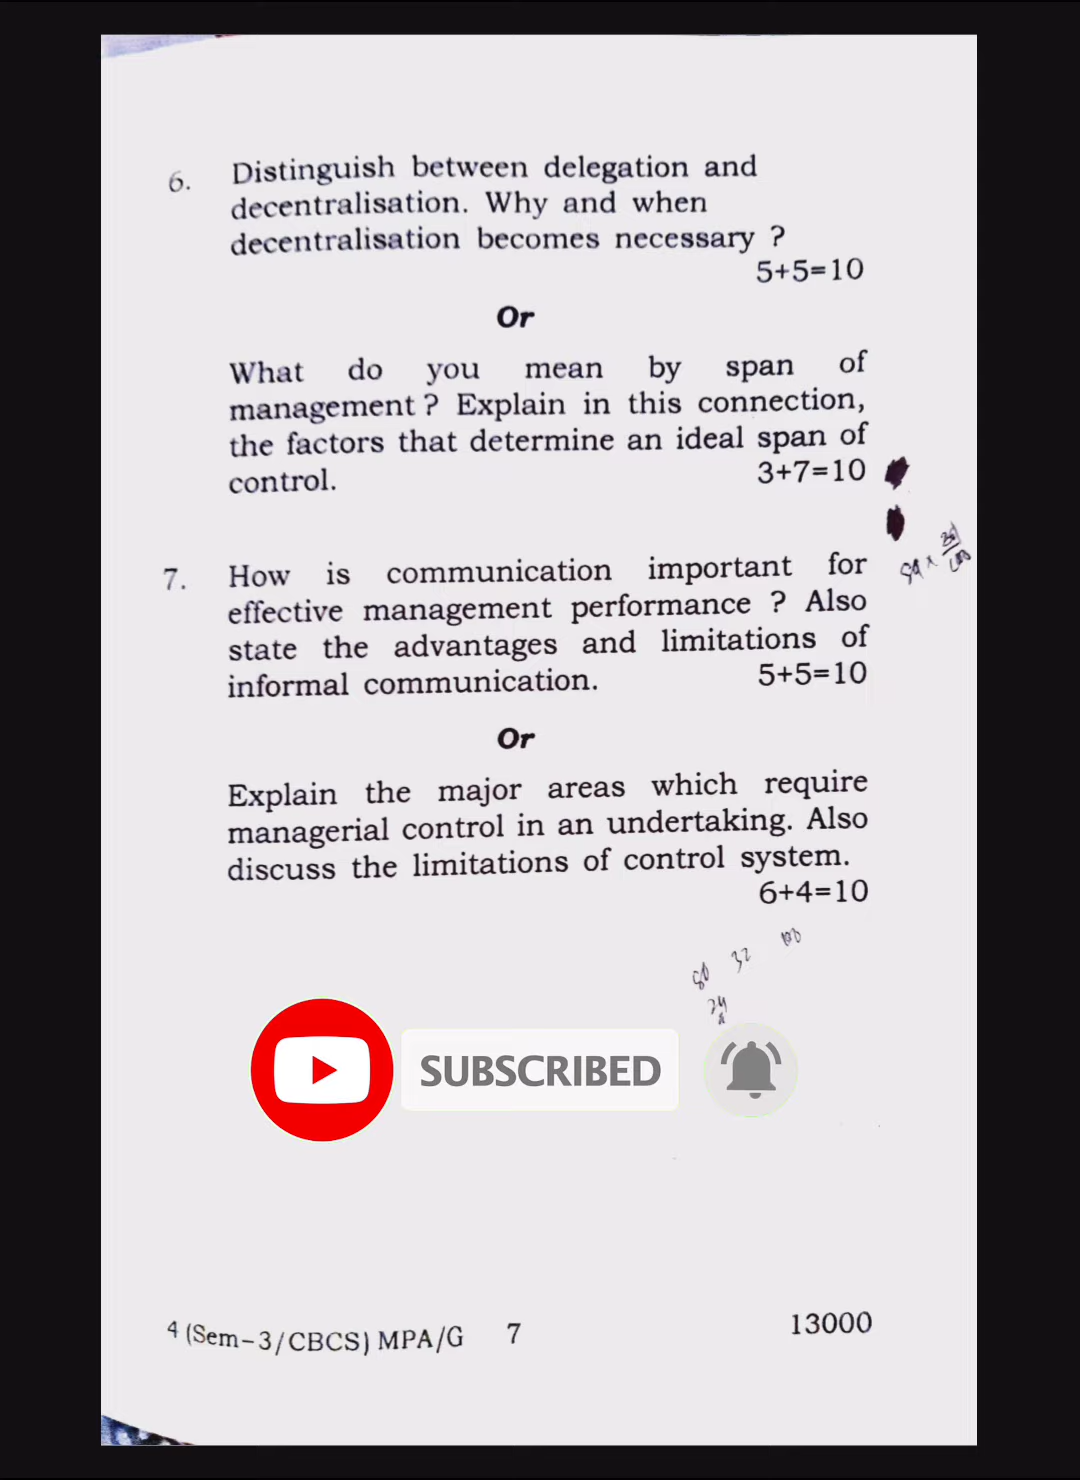 6. Distinguish between delegation and
decentralisation. Why and when
decentralisation becomes necessary ?
5+5=10
Or
What do you mean by span of
management ? Explain in this connection,
the factors that determine an ideal span of
control. 3+7=10
7. How is communication important for
effective management performance ? Also
state the advantages and limitations of
informal communication. 5+5=10
Or
Explain the major areas which require
managerial control in an undertaking. Also
discuss the limitations of control system.
6+4=10
80 32 100
SUBSCRIBED
4 (Sem-3/CBCS) MPA/G 7 13000